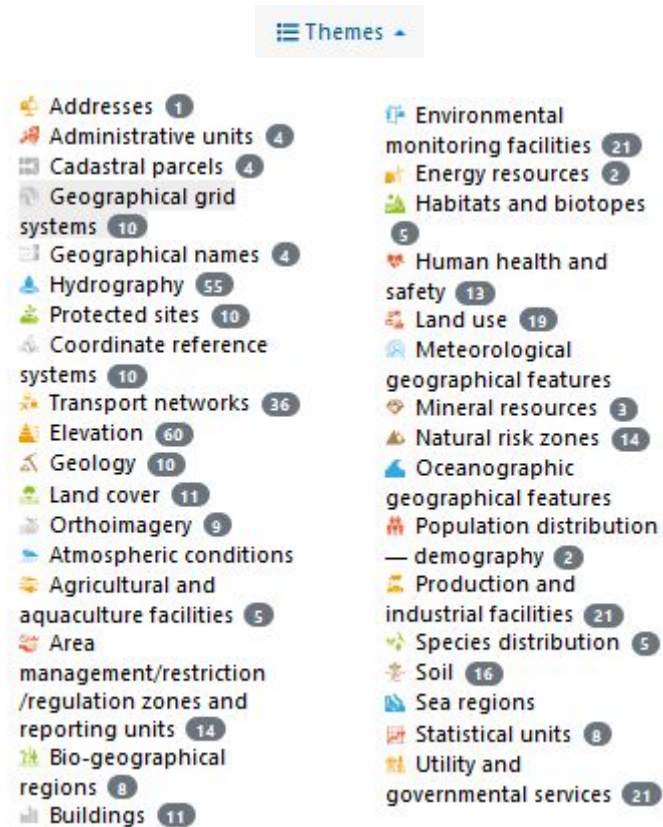 Themes
Addresses 1
Administrative units 4
Cadastral parcels 4
Geographical grid
systems 10
Geographical names 4
Hydrography 55
Protected sites 10
Coordinate reference
systems 10
Transport networks 36
Elevation 60
Geology 10
Land cover 11
Orthoimagery 9
Atmospheric conditions
Agricultural and
aquaculture facilities 5
Area
management/restriction
/regulation zones and
reporting units 14
Bio-geographical
regions 8
Buildings 11
Environmental
monitoring facilities 21
Energy resources 2
Habitats and biotopes
5
Human health and
safety 13
Land use 19
Meteorological
geographical features
Mineral resources 3
Natural risk zones 14
Oceanographic
geographical features
Population distribution
— demography 2
Production and
industrial facilities 21
Species distribution 5
Soil 16
Sea regions
Statistical units 8
Utility and
governmental services 21